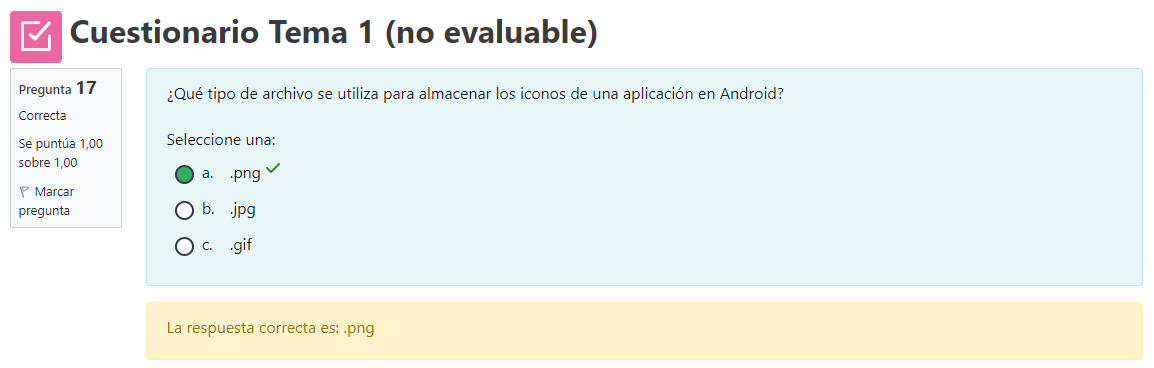 Cuestionario Tema 1 (no evaluable)
Pregunta 17
Correcta
Se puntúa 1,00
sobre 1,00
Marcar
pregunta
¿Qué tipo de archivo se utiliza para almacenar los iconos de una aplicación en Android?
Seleccione una:
a. .png
b. .jpg
c. .gif
La respuesta correcta es: .png